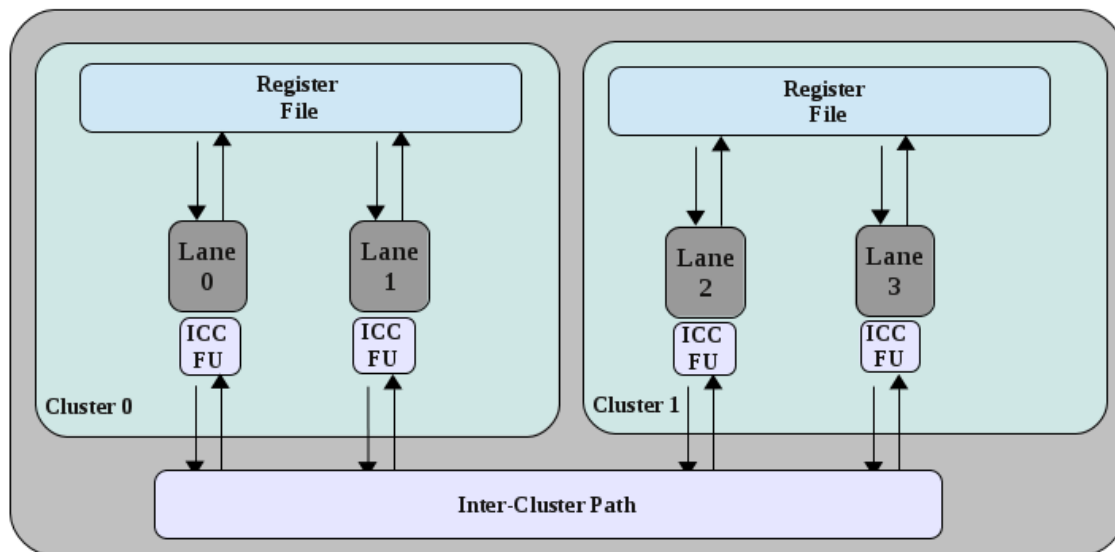 Register
File
Lane
0
Lane
1
ICC
FU
ICC
FU
Cluster 0
Register
File
Lane
2
Lane
3
ICC
FU
ICC
FU
Cluster 1
Inter-Cluster Path